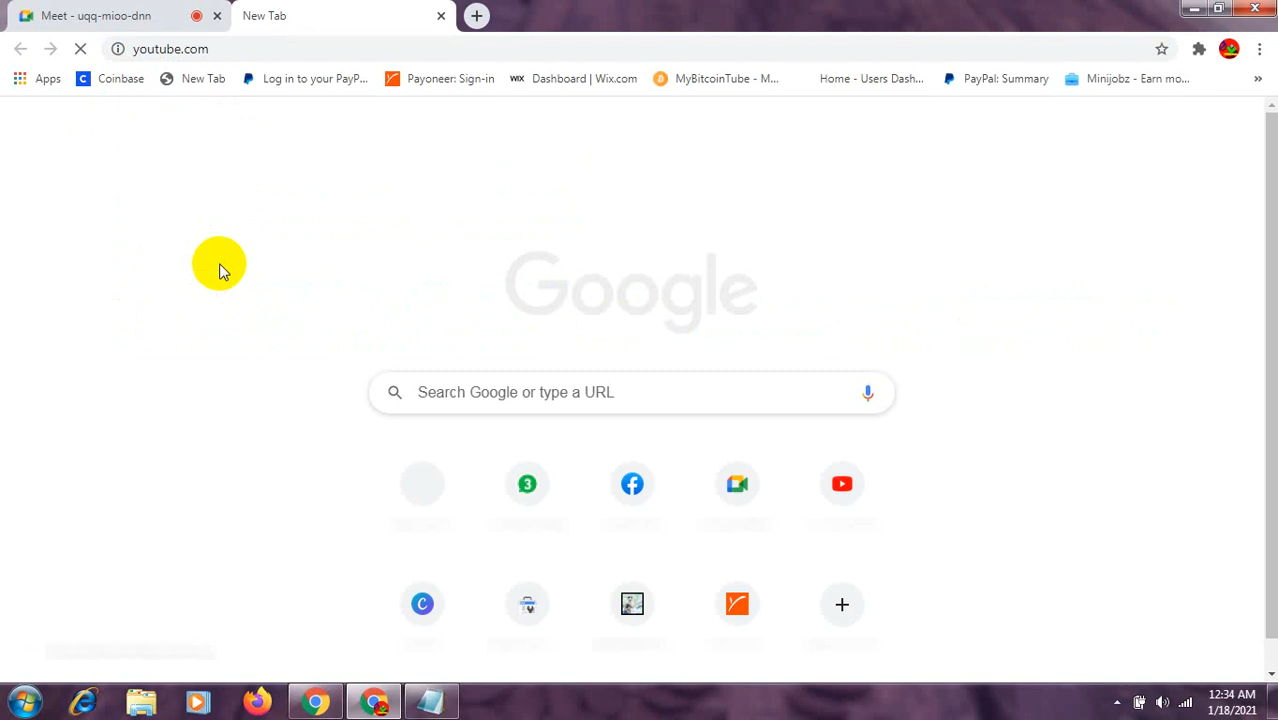 Meet - uqq-mioo-dnn
New Tab
youtube.com
Apps
Coinbase
New Tab
Log in to your PayP...
Payoneer: Sign-in
WIX Dashboard | Wix.com
MyBitcoinTube - M...
Home - Users Dash...
PayPal: Summary
Minijobz - Earn mo...
Google
Search Google or type a URL
3
12:34 AM
1/18/2021